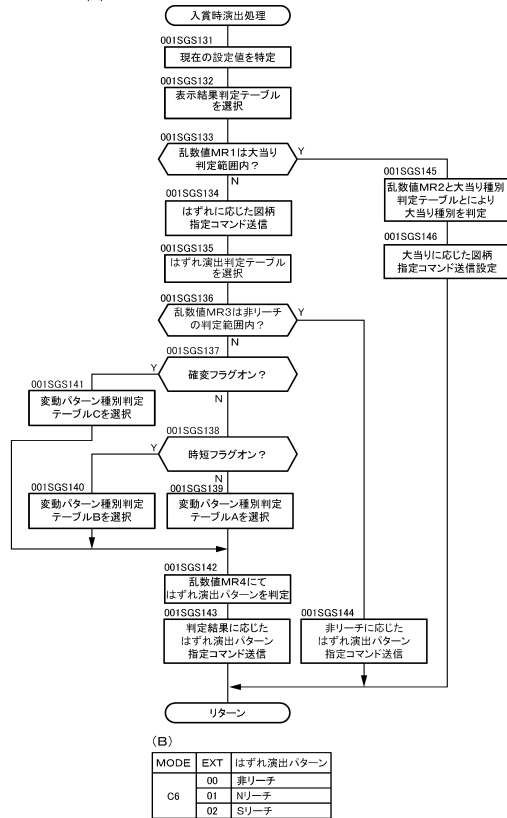 入賞時演出処理
001SGS131
現在の設定値を特定
001SGS132
表示結果判定テーブル
を選択
001SGS133
乱数値MR1は大当り
判定範囲内？
Y
N
001SGS145
乱数値MR2と大当り種別
判定テーブルとにより
大当り種別を判定
001SGS134
はずれに応じた図柄
指定コマンド送信
001SGS146
大当りに応じた図柄
指定コマンド送信設定
001SGS135
はずれ演出判定テーブル
を選択
001SGS136
乱数値MR3は非リーチ
の判定範囲内？
Y
N
001SGS137
確変フラグオン？
Y
N
001SGS141
変動パターン種別判定
テーブルCを選択
001SGS138
時短フラグオン？
Y
N
001SGS140
変動パターン種別判定
テーブルBを選択
001SGS139
変動パターン種別判定
テーブルAを選択
001SGS142
乱数値MR4にて
はずれ演出パターンを判定
001SGS143
判定結果に応じた
はずれ演出パターン
指定コマンド送信
001SGS144
非リーチに応じた
はずれ演出パターン
指定コマンド送信
リターン
(B)
MODE EXT はずれ演出パターン
C6 00 非リーチ
01 Nリーチ
02 Sリーチ